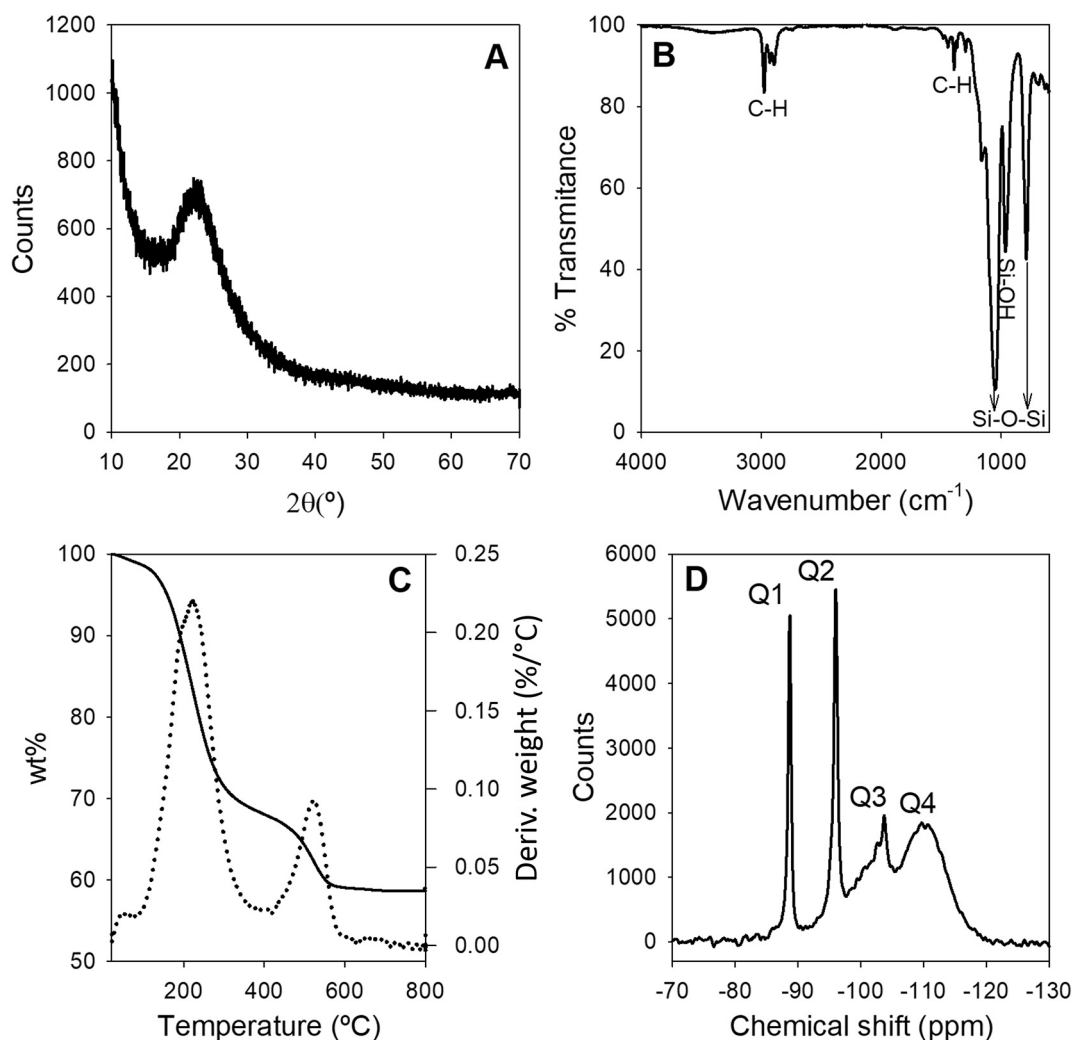 A
1200
1000
800
600
400
200
0
Counts
10 20 30 40 50 60 70
2θ(º)
B
100
80
60
40
20
0
% Transmitance
C-H
C-H
Si-OH
Si-O-Si
4000 3000 2000 1000
Wavenumber (cm-1)
C
100
90
80
70
60
50
wt%
0.25
0.20
0.15
0.10
0.05
0.00
Deriv. weight (%/°C)
200 400 600 800
Temperature (ºC)
D
6000
5000
4000
3000
2000
1000
0
Counts
Q1
Q2
Q3 Q4
-70 -80 -90 -100 -110 -120 -130
Chemical shift (ppm)